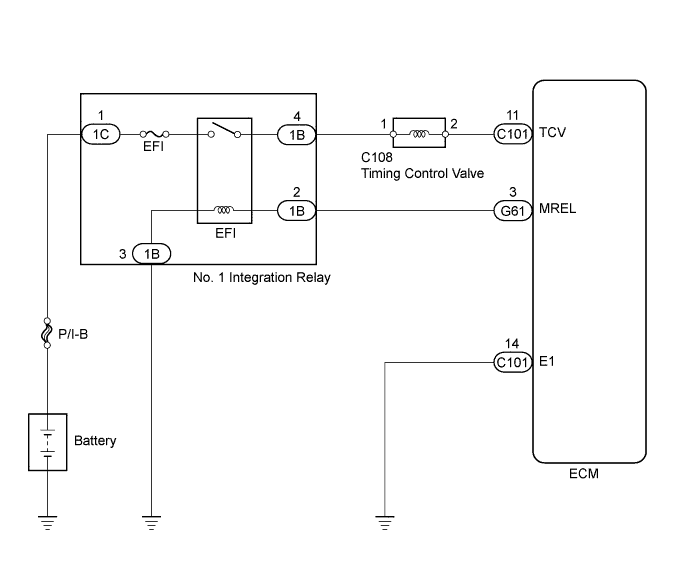 1
1C
EFI
4
1B
1
2
11
C101
TCV
C108
Timing Control Valve
2
1B
EFI
3
G61
MREL
3
1B
No. 1 Integration Relay
P/I-B
14
C101
E1
Battery
ECM